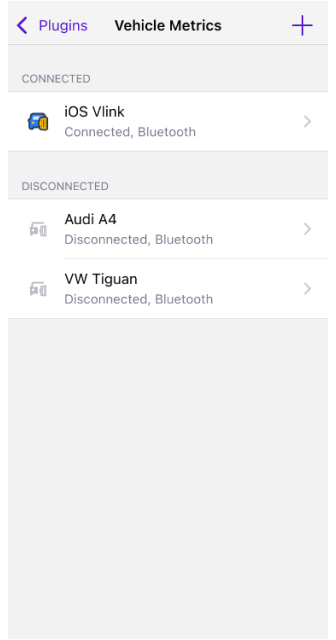 Plugins Vehicle Metrics
CONNECTED
iOS Vlink
Connected, Bluetooth
DISCONNECTED
Audi A4
Disconnected, Bluetooth
VW Tiguan
Disconnected, Bluetooth